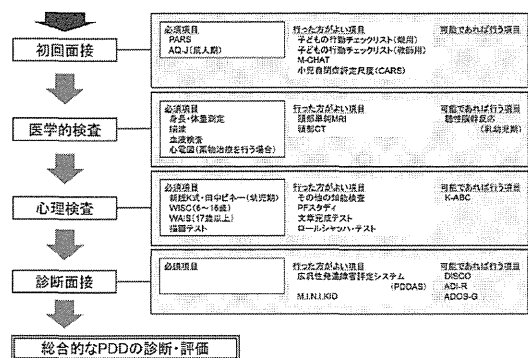 初回面接
必須項目
PARS
AQ-J(成人期)
行った方がよい項目
子どもの行動チェックリスト(親用)
子どもの行動チェックリスト(教師用)
M-CHAT
小児自閉症評定尺度(CARS)
可能であれば行う項目
医学的検査
必須項目
身長・体重測定
脳波
血液検査
心電図(薬物治療を行う場合)
行った方がよい項目
頭部単純MRI
頭部CT
可能であれば行う項目
聴性脳幹反応
(乳幼児期)
心理検査
必須項目
新版K式・田中ビネー(幼児期)
WISC(6～16歳)
WAIS(17歳以上)
描画テスト
行った方がよい項目
その他の知能検査
PFスタディ
文章完成テスト
ロールシャッハ・テスト
可能であれば行う項目
K-ABC
診断面接
必須項目
行った方がよい項目
広汎性発達障害評定システム
(PDDAS)
M.I.N.I.KID
可能であれば行う項目
DISCO
ADI-R
ADOS-G
総合的なPDDの診断・評価